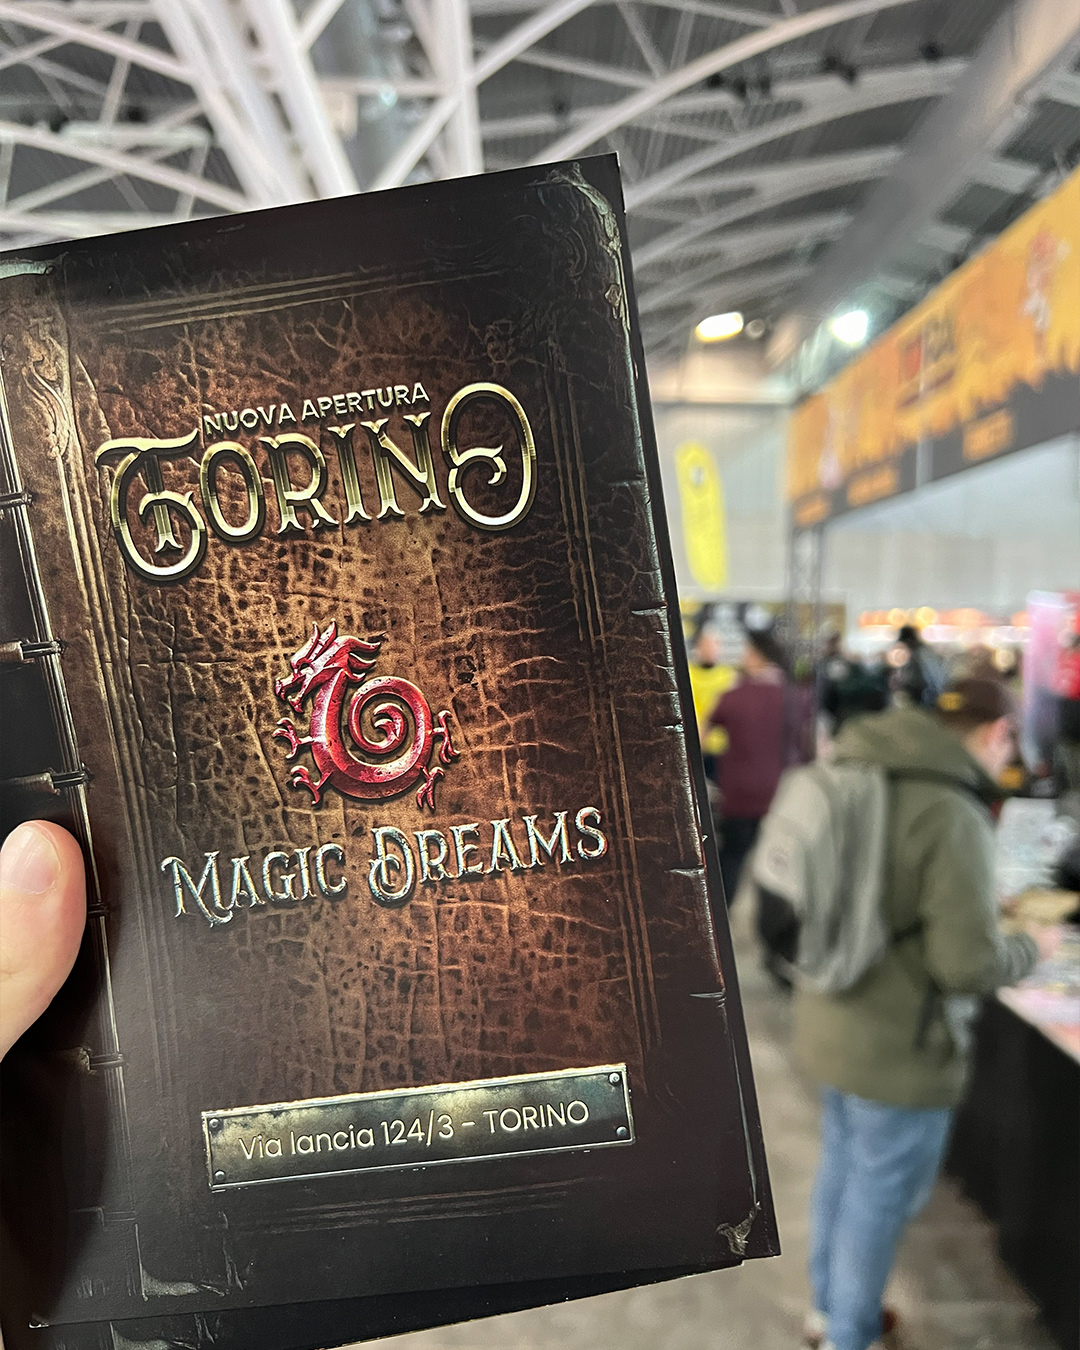 NUOVA APERTURA
TORINO
MAGIC DREAMS
Via lancia 124/3 - TORINO